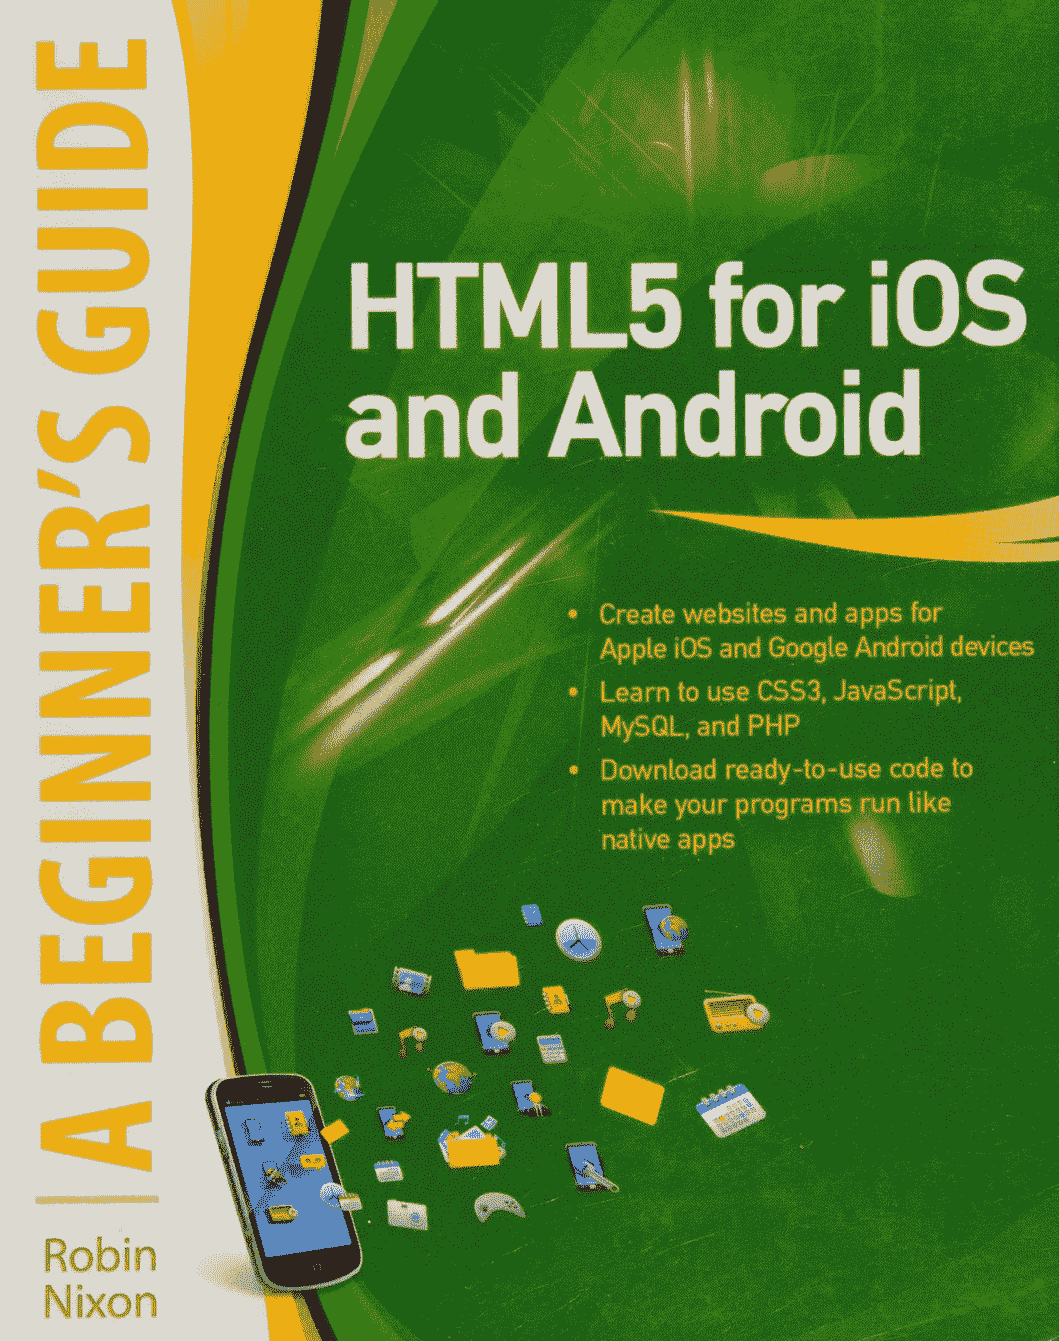 A BEGINNER'S GUIDE
HTML5 for iOS
and Android
• Create websites and apps for
Apple iOS and Google Android devices
• Learn to use CSS3, JavaScript,
MySQL, and PHP
• Download ready-to-use code to
make your programs run like
native apps
Robin
Nixon